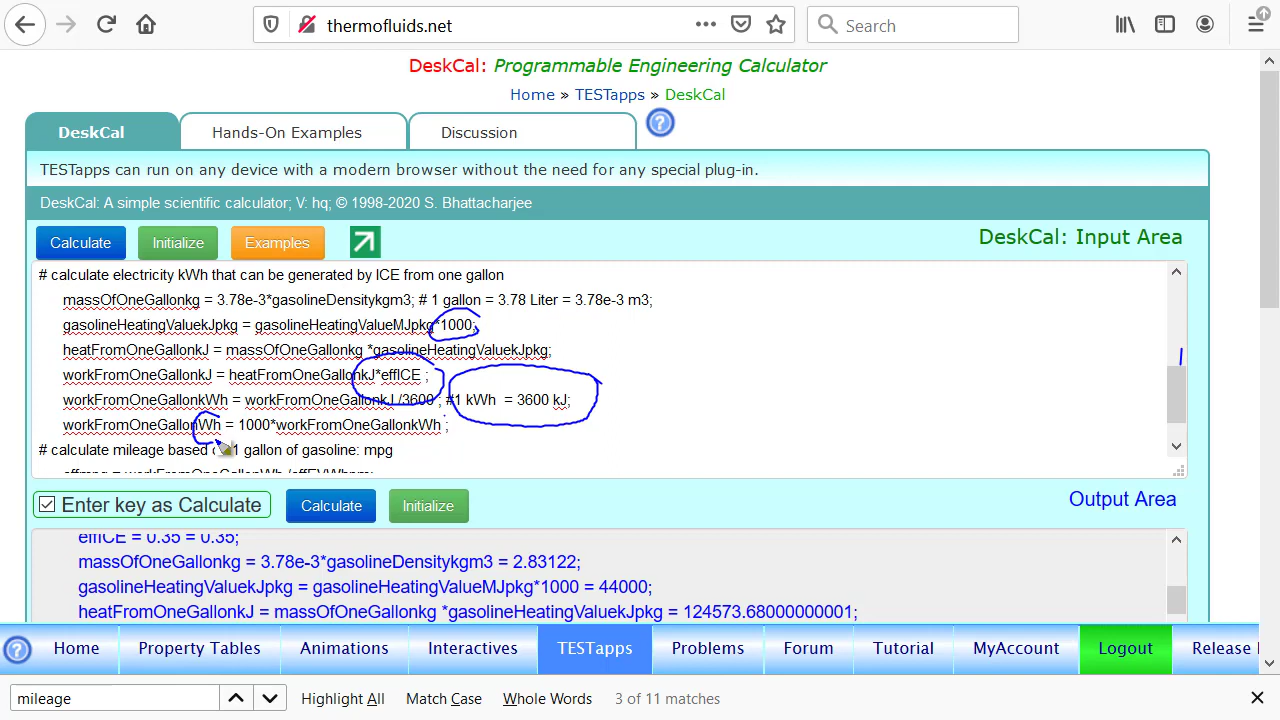 thermofluids.net
Search
DeskCal: Programmable Engineering Calculator
Home » TESTapps » DeskCal
DeskCal Hands-On Examples Discussion ?
TESTapps can run on any device with a modern browser without the need for any special plug-in.
DeskCal: A simple scientific calculator; V: hq; © 1998-2020 S. Bhattacharjee
Calculate Initialize Examples DeskCal: Input Area
# calculate electricity kWh that can be generated by ICE from one gallon
massOfOneGallonkg = 3.78e-3*gasolineDensitykgm3; # 1 gallon = 3.78 Liter = 3.78e-3 m3;
gasolineHeatingValuekJpkg = gasolineHeatingValueMJpkg*1000;
heatFromOneGallonkJ = massOfOneGallonkg *gasolineHeatingValuekJpkg;
workFromOneGallonkJ = heatFromOneGallonkJ*effICE ;
workFromOneGallonkWh = workFromOneGallonkJ/3600 ; #1 kWh = 3600 kJ;
workFromOneGallonWh = 1000*workFromOneGallonkWh ;
# calculate mileage based on 1 gallon of gasoline: mpg
effmpg = workFromOneGallonWh /effEVWhpm;
Enter key as Calculate Calculate Initialize Output Area
effICE = 0.35 = 0.35;
massOfOneGallonkg = 3.78e-3*gasolineDensitykgm3 = 2.83122;
gasolineHeatingValuekJpkg = gasolineHeatingValueMJpkg*1000 = 44000;
heatFromOneGallonkJ = massOfOneGallonkg *gasolineHeatingValuekJpkg = 124573.68000000001;
? Home Property Tables Animations Interactives TESTapps Problems Forum Tutorial MyAccount Logout Release
mileage Highlight All Match Case Whole Words 3 of 11 matches